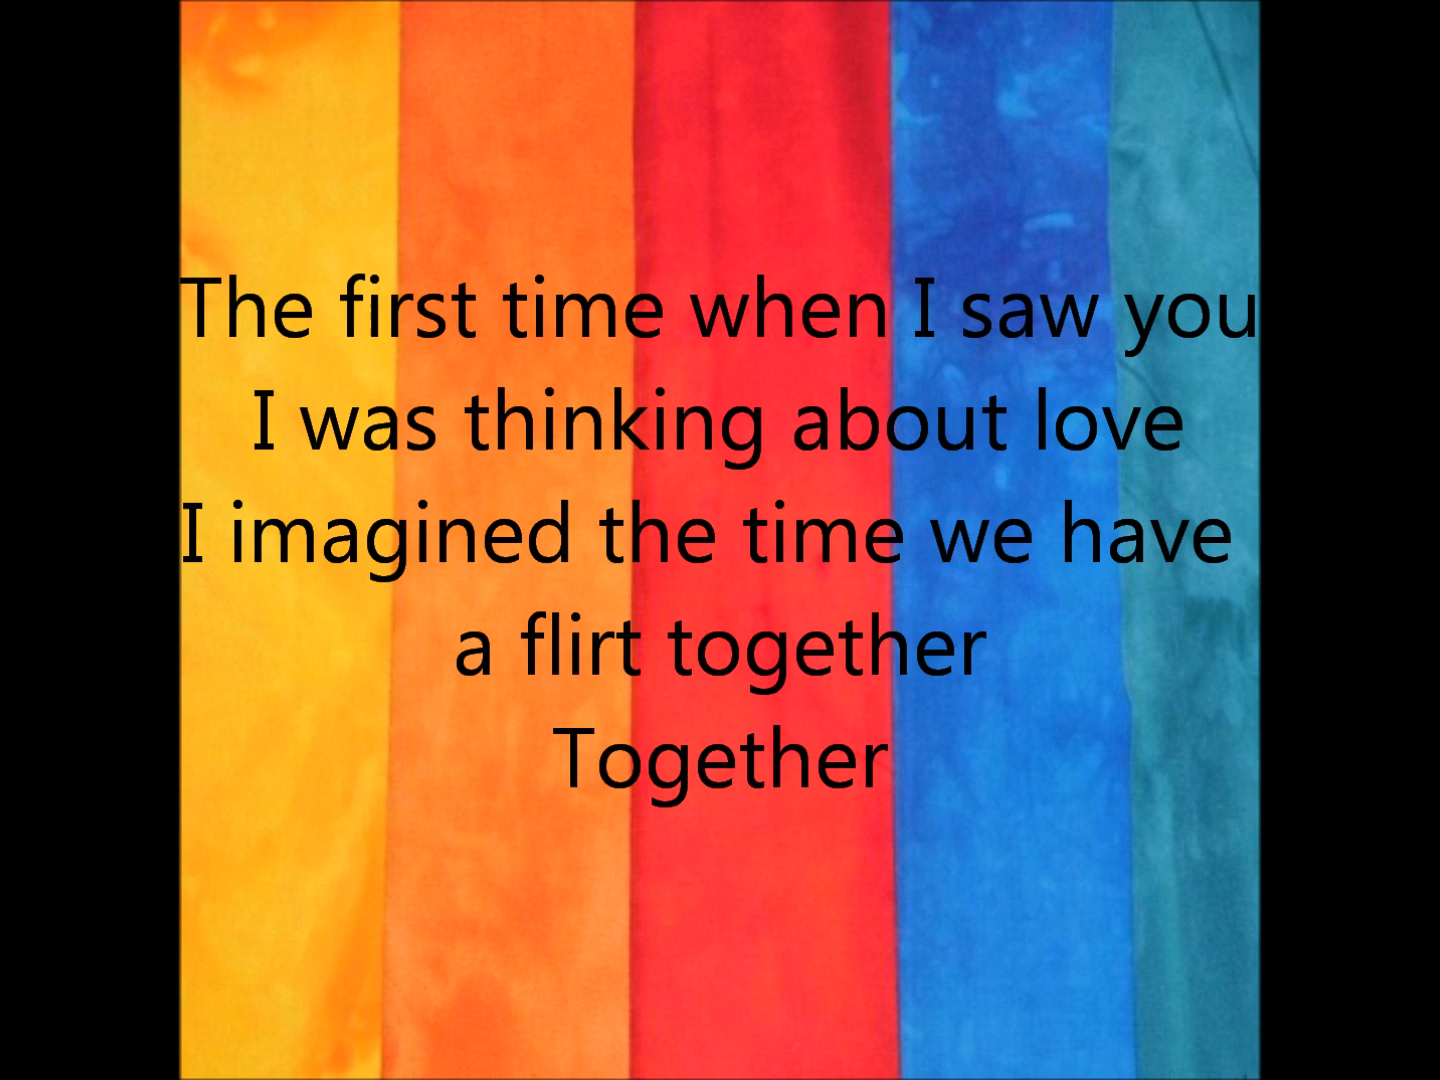 The first time when I saw you
I was thinking about love
I imagined the time we have
a flirt together
Together